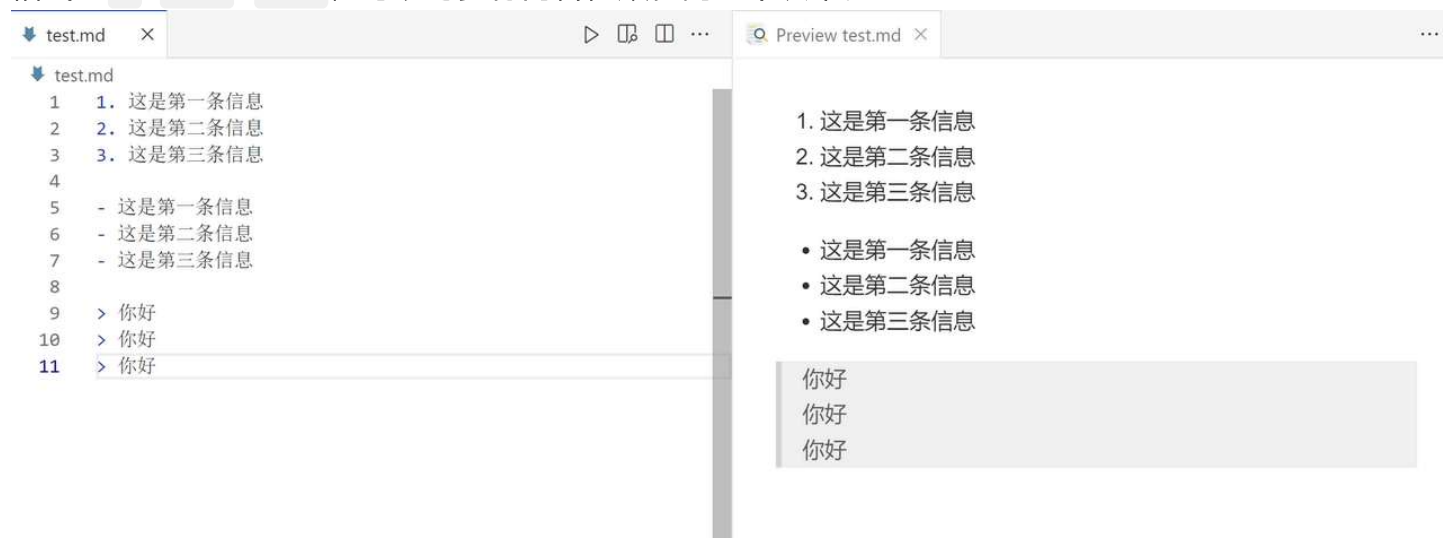 test.md
Preview test.md
test.md
1 1. 这是第一条信息
2 2. 这是第二条信息
3 3. 这是第三条信息
4
5 - 这是第一条信息
6 - 这是第二条信息
7 - 这是第三条信息
8
9 > 你好
10 > 你好
11 > 你好
1. 这是第一条信息
2. 这是第二条信息
3. 这是第三条信息
• 这是第一条信息
• 这是第二条信息
• 这是第三条信息
你好
你好
你好